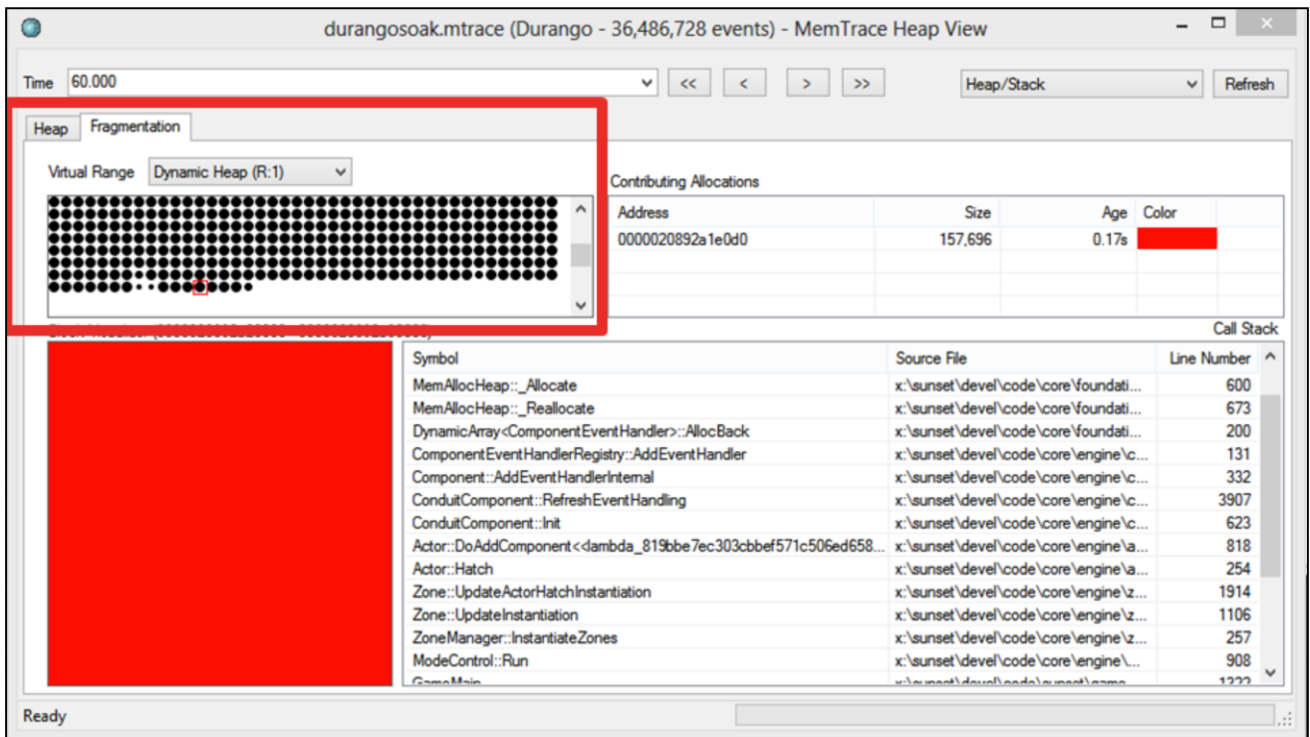 durangosoak.mtrace (Durango - 36,486,728 events) - MemTrace Heap View
Time 60.000 << < > >> Heap/Stack Refresh
Heap Fragmentation
Virtual Range Dynamic Heap (R:1)
Contributing Allocations
Address Size Age Color
0000020892a1e0d0 157,696 0.17s
Call Stack
Symbol Source File Line Number
MemAllocHeap::_Allocate x:\sunset\devel\code\core\foundati... 600
MemAllocHeap::_Reallocate x:\sunset\devel\code\core\foundati... 673
DynamicArray<ComponentEventHandler>::AllocBack x:\sunset\devel\code\core\foundati... 200
ComponentEventHandlerRegistry::AddEventHandler x:\sunset\devel\code\core\engine\c... 131
Component::AddEventHandlerInternal x:\sunset\devel\code\core\engine\c... 332
ConduitComponent::RefreshEventHandling x:\sunset\devel\code\core\engine\c... 3907
ConduitComponent::Init x:\sunset\devel\code\core\engine\c... 623
Actor::DoAddComponent<<lambda_819bbe7ec303cbbef571c506ed658... x:\sunset\devel\code\core\engine\a... 818
Actor::Hatch x:\sunset\devel\code\core\engine\a... 254
Zone::UpdateActorHatchInstantiation x:\sunset\devel\code\core\engine\z... 1914
Zone::UpdateInstantiation x:\sunset\devel\code\core\engine\z... 1106
ZoneManager::InstantiateZones x:\sunset\devel\code\core\engine\z... 257
ModeControl::Run x:\sunset\devel\code\core\engine\... 908
GameMain x:\sunset\devel\code\sunset\game... 1322
Ready